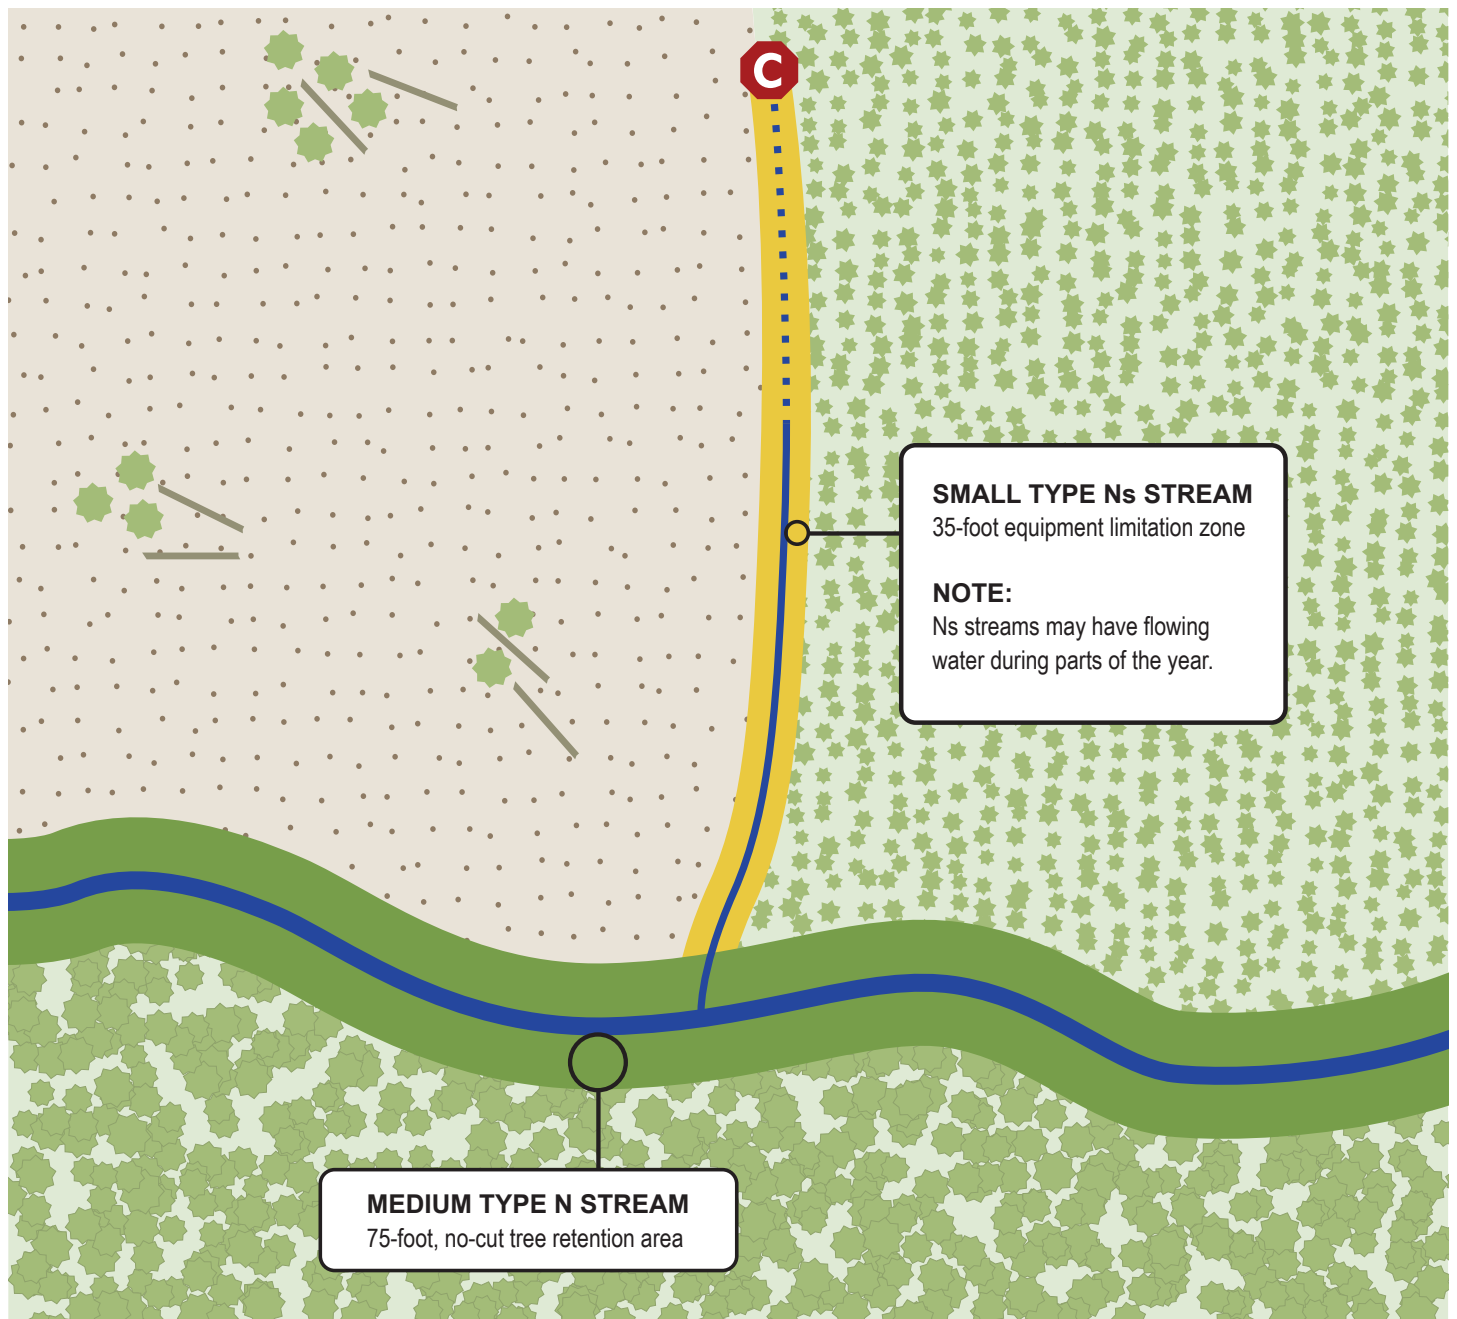 C
SMALL TYPE Ns STREAM
35-foot equipment limitation zone
NOTE:
Ns streams may have flowing
water during parts of the year.
MEDIUM TYPE N STREAM
75-foot, no-cut tree retention area